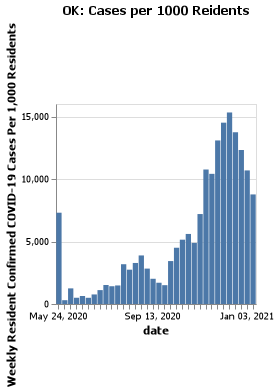 OK: Cases per 1000 Reidents
Weekly Resident Confirmed COVID-19 Cases Per 1,000 Residents
15,000
10,000
5,000
0
May 24, 2020
Sep 13, 2020
Jan 03, 2021
date